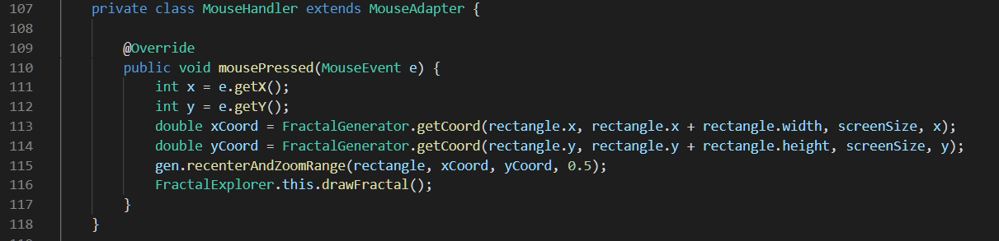 107 private class MouseHandler extends MouseAdapter {
108
109 @Override
110 public void mousePressed(MouseEvent e) {
111 int x = e.getX();
112 int y = e.getY();
113 double xCoord = FractalGenerator.getCoord(rectangle.x, rectangle.x + rectangle.width, screenSize, x);
114 double yCoord = FractalGenerator.getCoord(rectangle.y, rectangle.y + rectangle.height, screenSize, y);
115 gen.recenterAndZoomRange(rectangle, xCoord, yCoord, 0.5);
116 FractalExplorer.this.drawFractal();
117 }
118 }